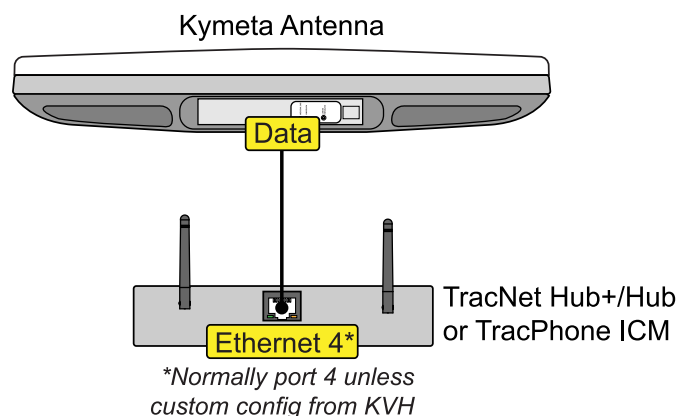 Kymeta Antenna
Data
TracNet Hub+/Hub
or TracPhone ICM
Ethernet 4*
*Normally port 4 unless
custom config from KVH